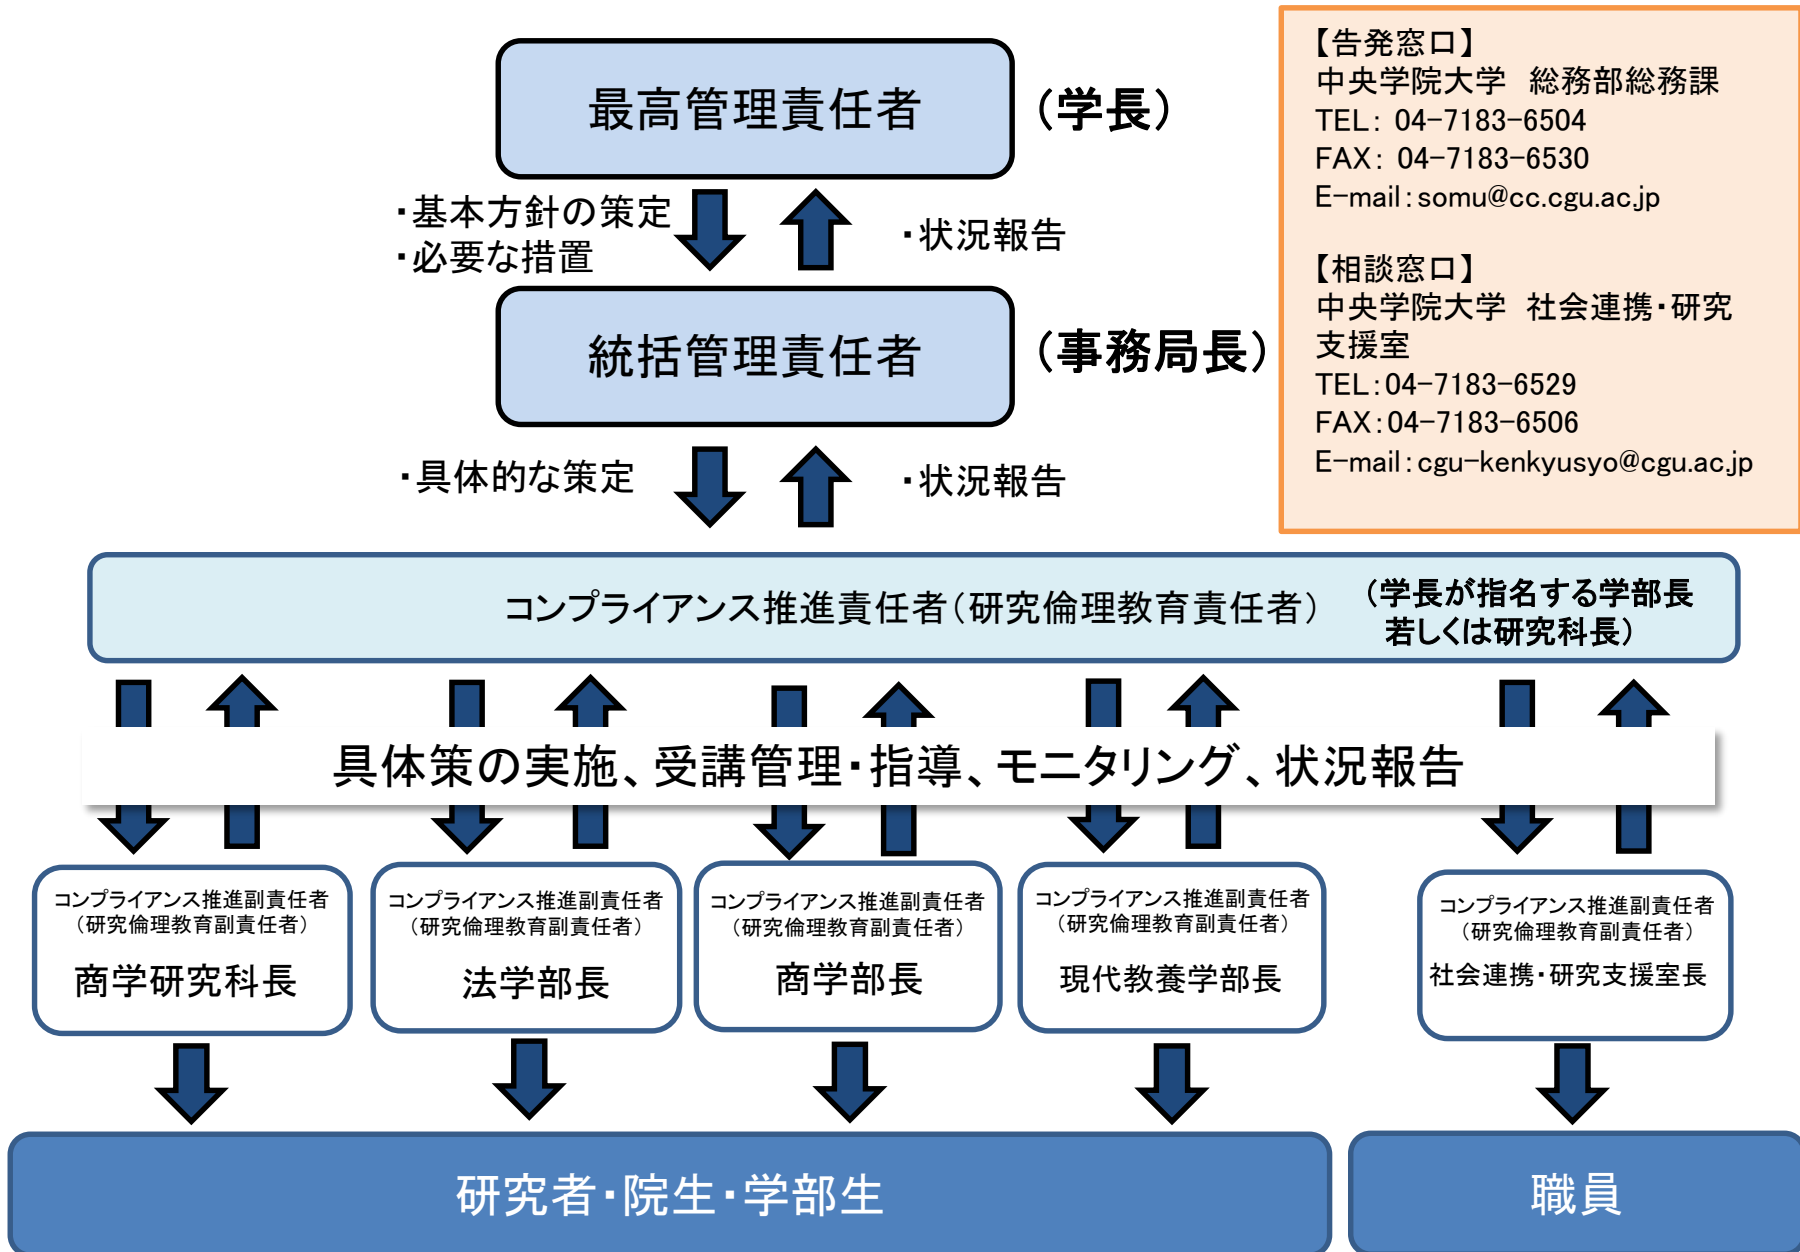 最高管理責任者
(学長)
・基本方針の策定
・必要な措置
・状況報告
統括管理責任者
(事務局長)
・具体的な策定
・状況報告
【告発窓口】
中央学院大学　総務部総務課
TEL: 04-7183-6504
FAX: 04-7183-6530
E-mail:somu@cc.cgu.ac.jp
【相談窓口】
中央学院大学　社会連携・研究
支援室
TEL:04-7183-6529
FAX:04-7183-6506
E-mail:cgu-kenkyusyo@cgu.ac.jp
コンプライアンス推進責任者(研究倫理教育責任者)
(学長が指名する学部長
若しくは研究科長)
具体策の実施、受講管理・指導、モニタリング、状況報告
コンプライアンス推進副責任者
(研究倫理教育副責任者)
商学研究科長
コンプライアンス推進副責任者
(研究倫理教育副責任者)
法学部長
コンプライアンス推進副責任者
(研究倫理教育副責任者)
商学部長
コンプライアンス推進副責任者
(研究倫理教育副責任者)
現代教養学部長
コンプライアンス推進副責任者
(研究倫理教育副責任者)
社会連携・研究支援室長
研究者・院生・学部生
職員